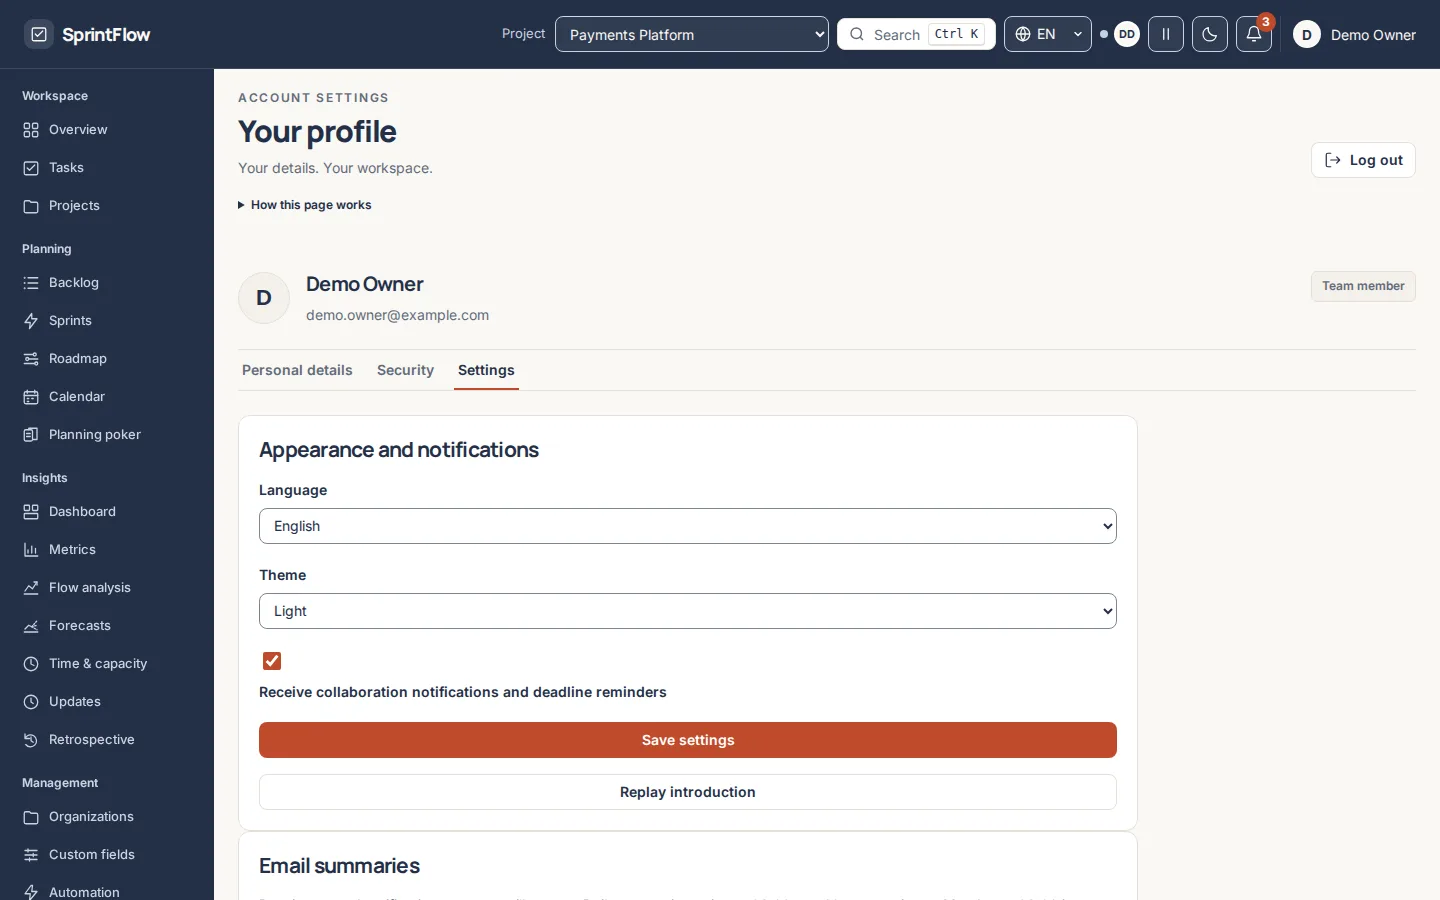 SprintFlow
Project
Payments Platform
Search
Ctrl K
EN
DD
3
D
Demo Owner
Workspace
Overview
Tasks
Projects
Planning
Backlog
Sprints
Roadmap
Calendar
Planning poker
Insights
Dashboard
Metrics
Flow analysis
Forecasts
Time & capacity
Updates
Retrospective
Management
Organizations
Custom fields
Automation
ACCOUNT SETTINGS
Your profile
Your details. Your workspace.
How this page works
Log out
D
Demo Owner
demo.owner@example.com
Team member
Personal details
Security
Settings
Appearance and notifications
Language
English
Theme
Light
Receive collaboration notifications and deadline reminders
Save settings
Replay introduction
Email summaries